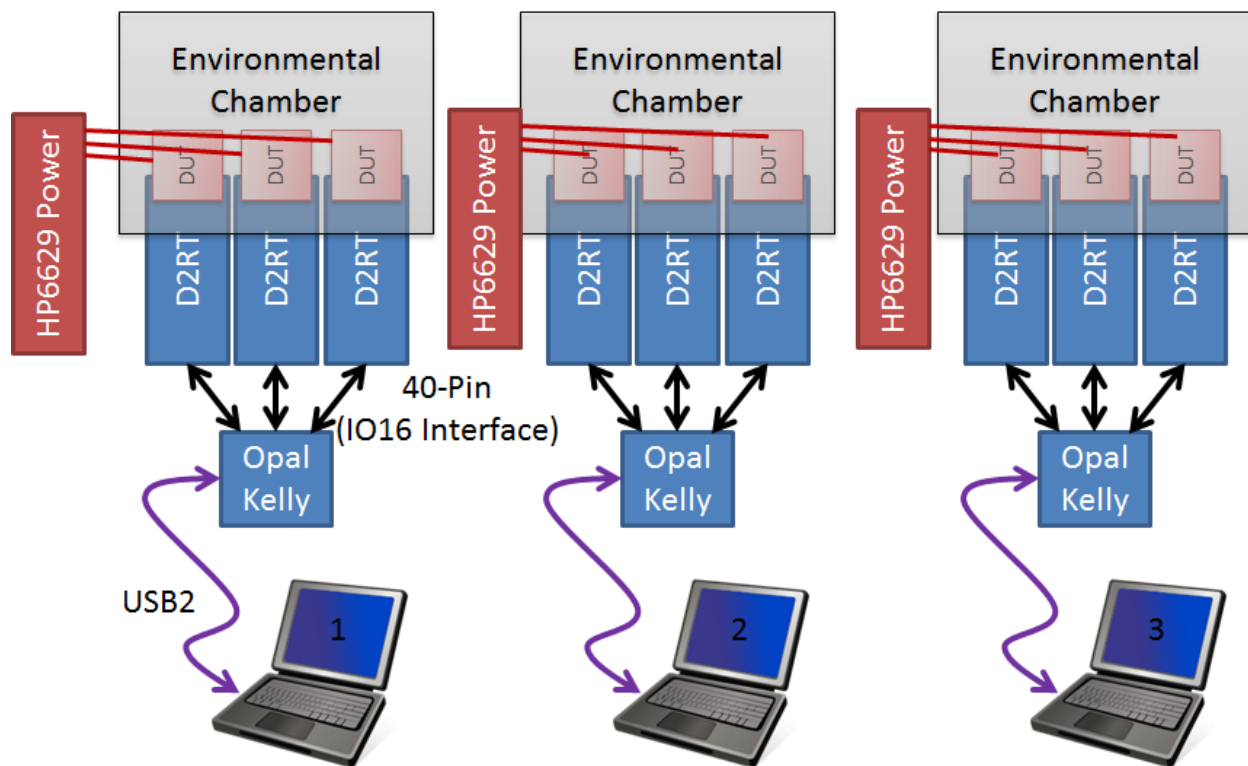 Environmental
Chamber
HP6629 Power
DUT
DUT
DUT
D2RT
D2RT
D2RT
40-Pin
(IO16 Interface)
Opal
Kelly
USB2
1
Environmental
Chamber
HP6629 Power
DUT
DUT
DUT
D2RT
D2RT
D2RT
Opal
Kelly
2
Environmental
Chamber
HP6629 Power
DUT
DUT
DUT
D2RT
D2RT
D2RT
Opal
Kelly
3